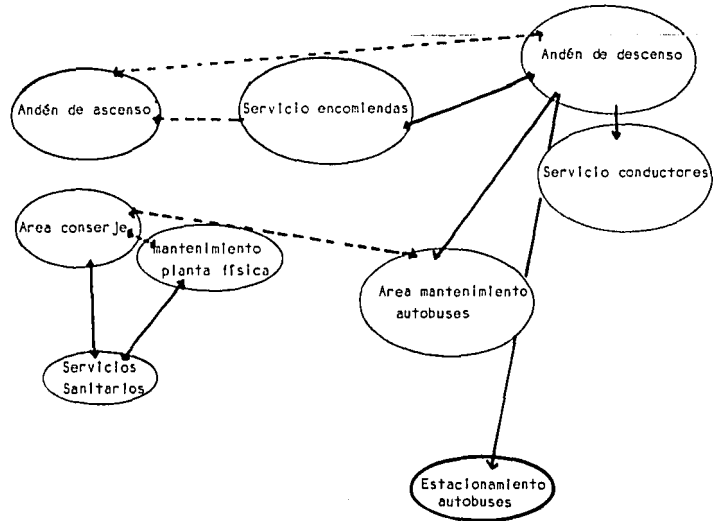 Andén de descenso
Andén de ascenso
Servicio encomiendas
Servicio conductores
Area conserje
mantenimiento
planta física
Area mantenimiento
autobuses
Servicios
Sanitarios
Estacionamiento
autobuses